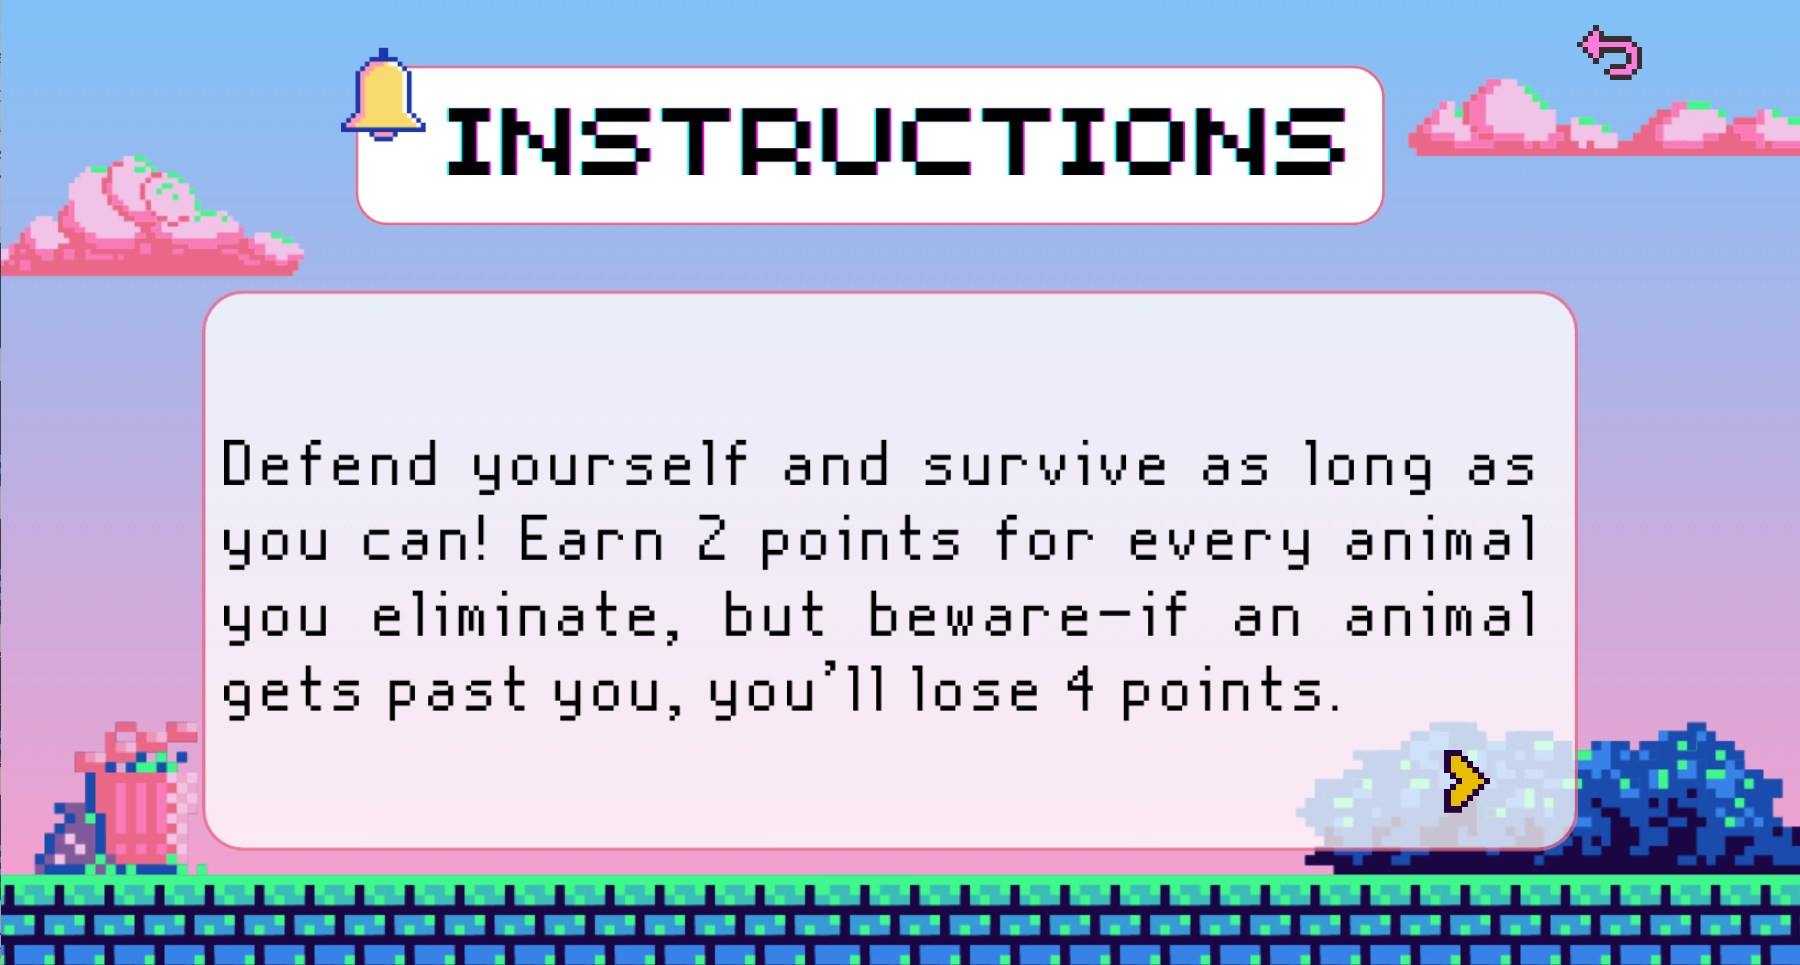 INSTRUCTIONS
Defend yourself and survive as long as
you can! Earn 2 points for every animal
you eliminate, but beware—if an animal
gets past you, you'll lose 4 points.